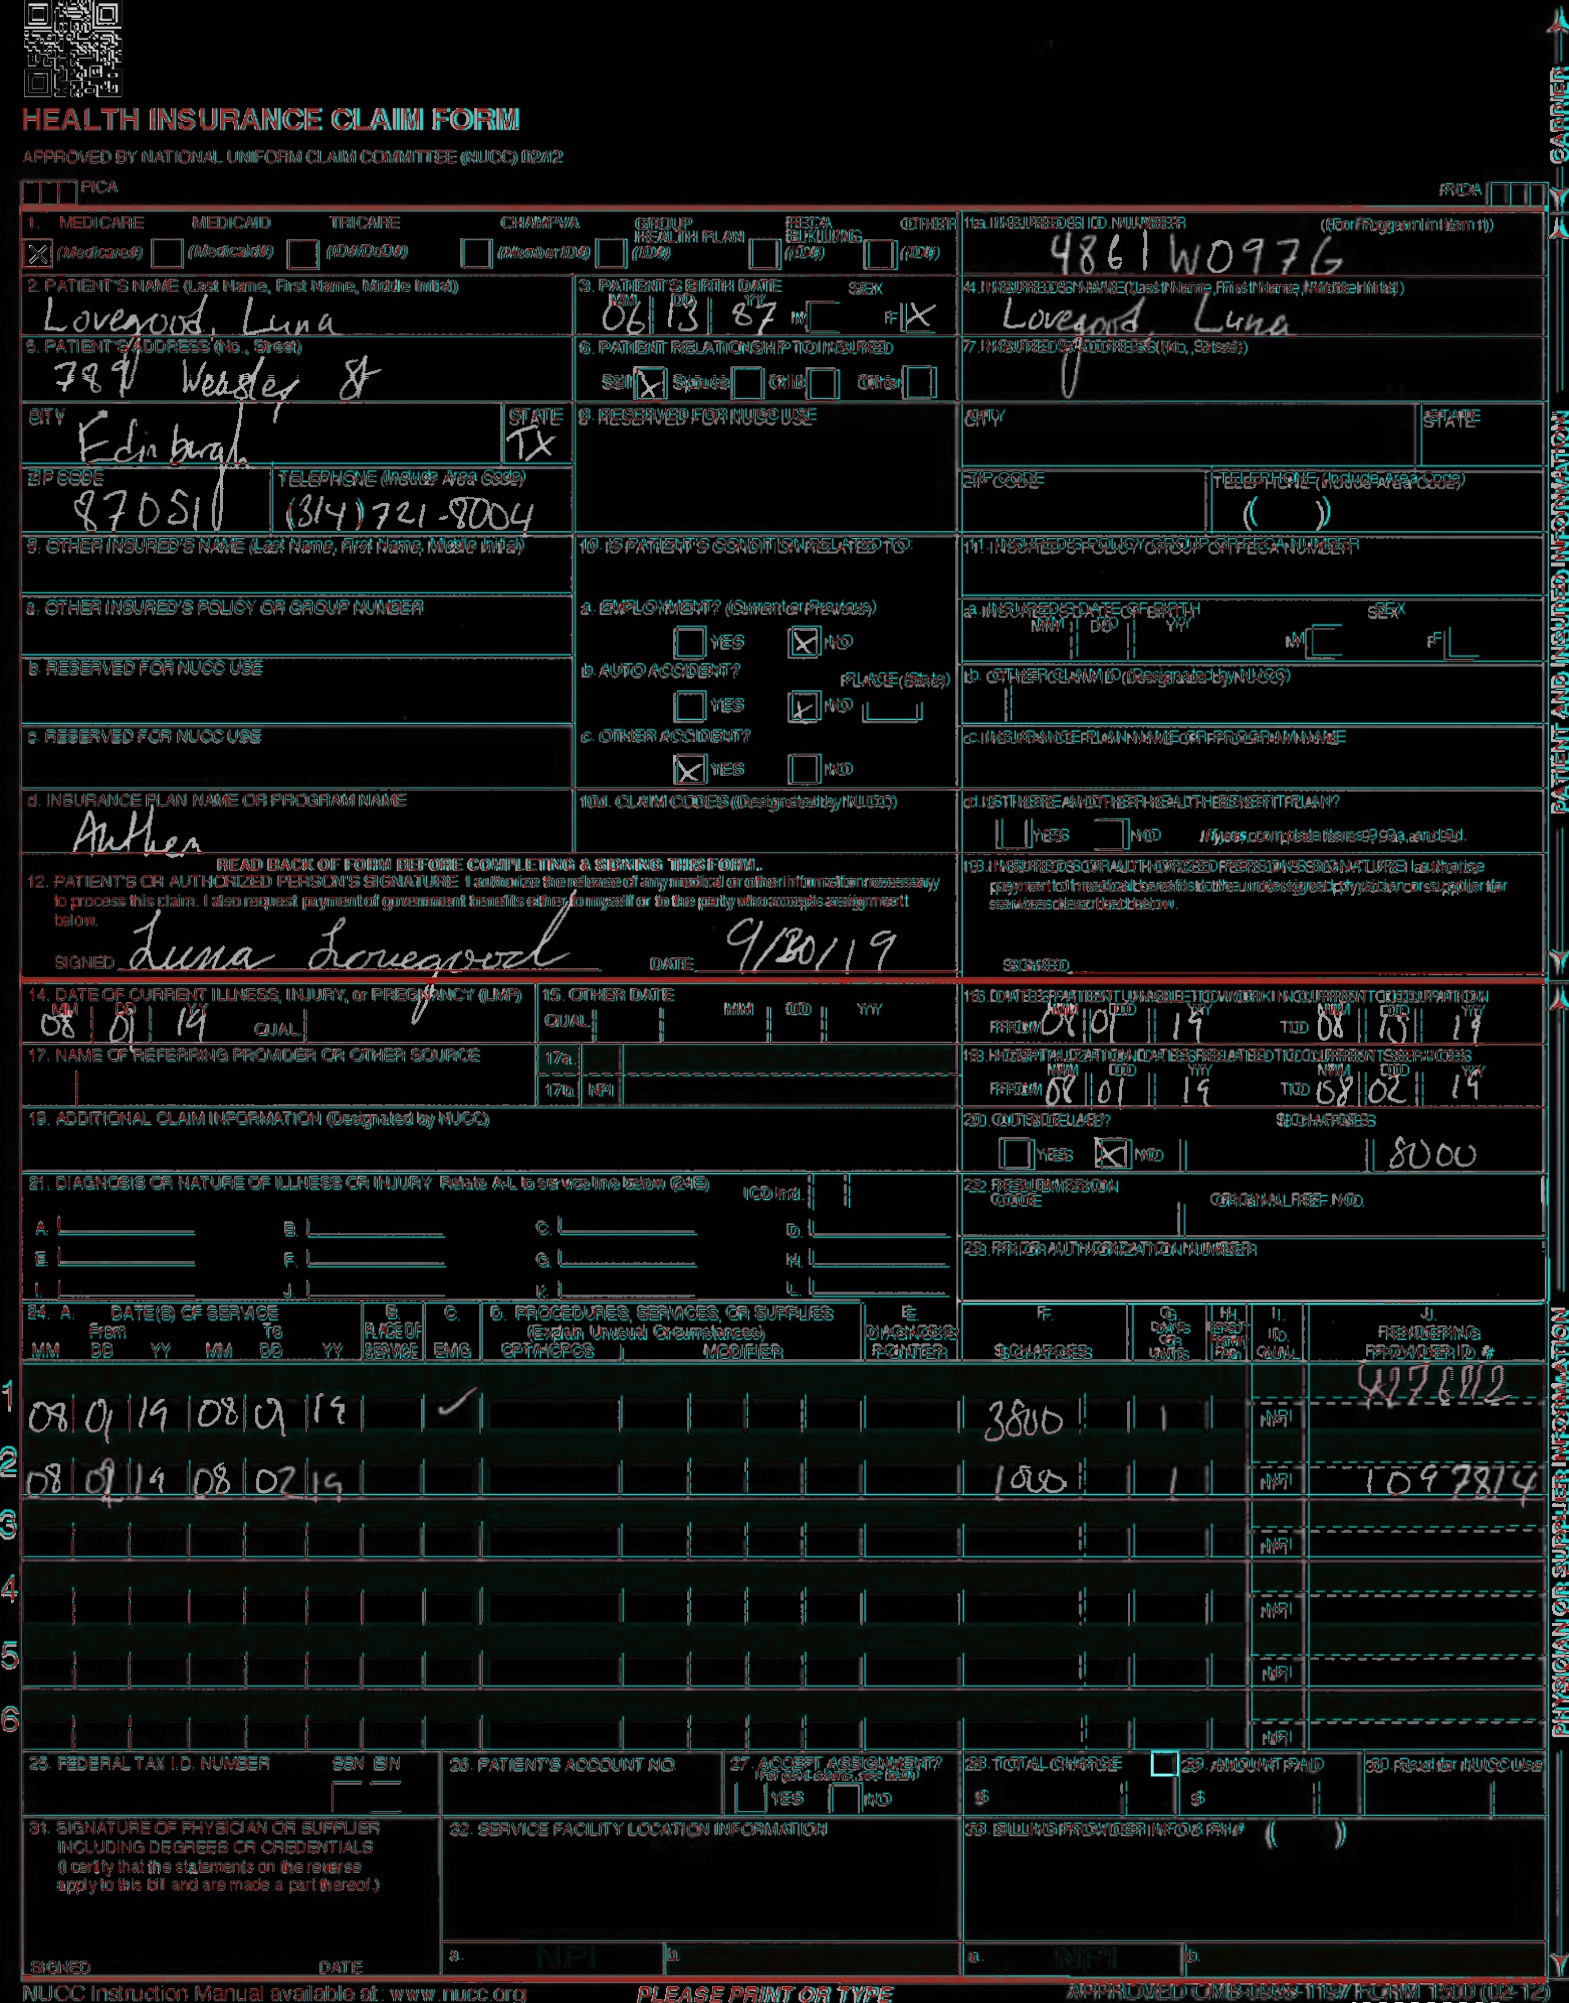 HEALTH INSURANCE CLAIM FORM
APPROVED BY NATIONAL UNIFORM CLAIM COMMITTEE (NUCC) 02/12
PICA
PICA
CARRIER
1. MEDICARE MEDICAID TRICARE CHAMPVA GROUP HEALTH PLAN FECA BLKLUNG OTHER
X (Medicare#) (Medicaid#) (ID#/DoD#) (Member ID#) (ID#) (ID#) (ID#)
1a. INSURED'S I.D. NUMBER (For Program in Item 1)
4861W097G
2. PATIENT'S NAME (Last Name, First Name, Middle Initial)
Lovegood, Luna
3. PATIENT'S BIRTH DATE SEX
MM DD YY
06 13 87 M F X
4. INSURED'S NAME (Last Name, First Name, Middle Initial)
Lovegood, Luna
5. PATIENT'S ADDRESS (No., Street)
789 Weasley St
6. PATIENT RELATIONSHIP TO INSURED
Self X Spouse Child Other
7. INSURED'S ADDRESS (No., Street)
CITY STATE
Edinburgh TX
8. RESERVED FOR NUCC USE
CITY STATE
ZIP CODE TELEPHONE (Include Area Code)
87051 (314) 721-8004
ZIP CODE TELEPHONE (Include Area Code)
( )
9. OTHER INSURED'S NAME (Last Name, First Name, Middle Initial)
10. IS PATIENT'S CONDITION RELATED TO:
11. INSURED'S POLICY GROUP OR FECA NUMBER
a. OTHER INSURED'S POLICY OR GROUP NUMBER
a. EMPLOYMENT? (Current or Previous)
YES X NO
a. INSURED'S DATE OF BIRTH SEX
MM DD YY M F
b. RESERVED FOR NUCC USE
b. AUTO ACCIDENT? PLACE (State)
YES X NO
b. OTHER CLAIM ID (Designated by NUCC)
c. RESERVED FOR NUCC USE
c. OTHER ACCIDENT?
X YES NO
c. INSURANCE PLAN NAME OR PROGRAM NAME
d. INSURANCE PLAN NAME OR PROGRAM NAME
Anthem
10d. CLAIM CODES (Designated by NUCC)
d. IS THERE ANOTHER HEALTH BENEFIT PLAN?
YES NO If yes, complete items 9, 9a, and 9d.
READ BACK OF FORM BEFORE COMPLETING & SIGNING THIS FORM.
12. PATIENT'S OR AUTHORIZED PERSON'S SIGNATURE I authorize the release of any medical or other information necessary
to process this claim. I also request payment of government benefits either to myself or to the party who accepts assignment
below.
SIGNED Luna Lovegood DATE 9/30/19
13. INSURED'S OR AUTHORIZED PERSON'S SIGNATURE I authorize
payment of medical benefits to the undersigned physician or supplier for
services described below.
SIGNED
PATIENT AND INSURED INFORMATION
14. DATE OF CURRENT ILLNESS, INJURY, or PREGNANCY (LMP)
MM DD YY
08 01 19 QUAL.
15. OTHER DATE
QUAL. MM DD YY
16. DATES PATIENT UNABLE TO WORK IN CURRENT OCCUPATION
MM DD YY MM DD YY
FROM 08 01 19 TO 08 15 19
17. NAME OF REFERRING PROVIDER OR OTHER SOURCE
17a.
17b. NPI
18. HOSPITALIZATION DATES RELATED TO CURRENT SERVICES
MM DD YY MM DD YY
FROM 08 01 19 TO 08 02 19
19. ADDITIONAL CLAIM INFORMATION (Designated by NUCC)
20. OUTSIDE LAB? $ CHARGES
YES X NO 8000
21. DIAGNOSIS OR NATURE OF ILLNESS OR INJURY Relate A-L to service line below (24E) ICD Ind.
A. B. C. D.
E. F. G. H.
I. J. K. L.
22. RESUBMISSION CODE ORIGINAL REF. NO.
23. PRIOR AUTHORIZATION NUMBER
24. A. DATE(S) OF SERVICE
From To
MM DD YY MM DD YY
B. PLACE OF SERVICE
C. EMG
D. PROCEDURES, SERVICES, OR SUPPLIES
(Explain Unusual Circumstances)
CPT/HCPCS MODIFIER
E. DIAGNOSIS POINTER
F. $ CHARGES
G. DAYS OR UNITS
H. EPSDT Family Plan
I. ID. QUAL.
J. RENDERING PROVIDER ID. #
1 08 01 19 08 01 19 ✓ 3800 1 NPI
2 08 01 19 08 02 19 1000 1 NPI 1097814
3 NPI
4 NPI
5 NPI
6 NPI
25. FEDERAL TAX I.D. NUMBER SSN EIN
26. PATIENT'S ACCOUNT NO.
27. ACCEPT ASSIGNMENT?
(For govt. claims, see back)
YES NO
28. TOTAL CHARGE
$
29. AMOUNT PAID
$
30. Rsvd for NUCC Use
31. SIGNATURE OF PHYSICIAN OR SUPPLIER
INCLUDING DEGREES OR CREDENTIALS
(I certify that the statements on the reverse
apply to this bill and are made a part thereof.)
SIGNED DATE
32. SERVICE FACILITY LOCATION INFORMATION
a. NPI b.
33. BILLING PROVIDER INFO & PH # ( )
a. NPI b.
PHYSICIAN OR SUPPLIER INFORMATION
NUCC Instruction Manual available at: www.nucc.org
PLEASE PRINT OR TYPE
APPROVED OMB-0938-1197 FORM 1500 (02-12)